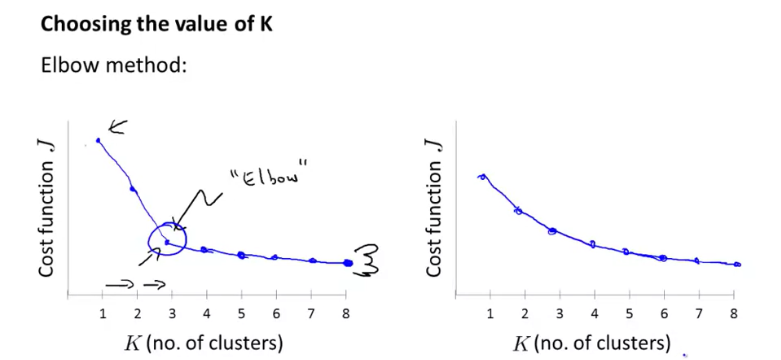 Choosing the value of K
Elbow method:
Cost function J
"Elbow"
1 2 3 4 5 6 7 8
K (no. of clusters)
Cost function J
1 2 3 4 5 6 7 8
K (no. of clusters)